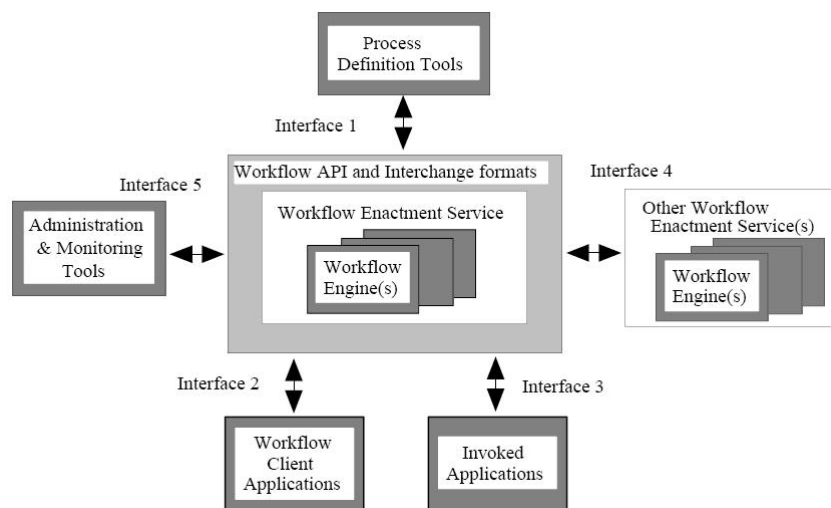 Process
Definition Tools
Interface 1
Workflow API and Interchange formats
Interface 5
Interface 4
Workflow Enactment Service
Workflow
Engine(s)
Administration
& Monitoring
Tools
Other Workflow
Enactment Service(s)
Workflow
Engine(s)
Interface 2
Interface 3
Workflow
Client
Applications
Invoked
Applications